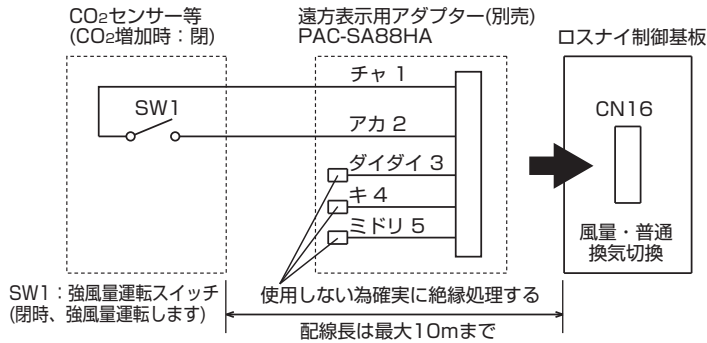 CO2センサー等
(CO2増加時：閉)
遠方表示用アダプター(別売)
PAC-SA88HA
ロスナイ制御基板
チャ 1
SW1
アカ 2
CN16
ダイダイ 3
キ 4
ミドリ 5
風量・普通
換気切換
SW1：強風量運転スイッチ
(閉時、強風量運転します)
使用しない為確実に絶縁処理する
配線長は最大10mまで